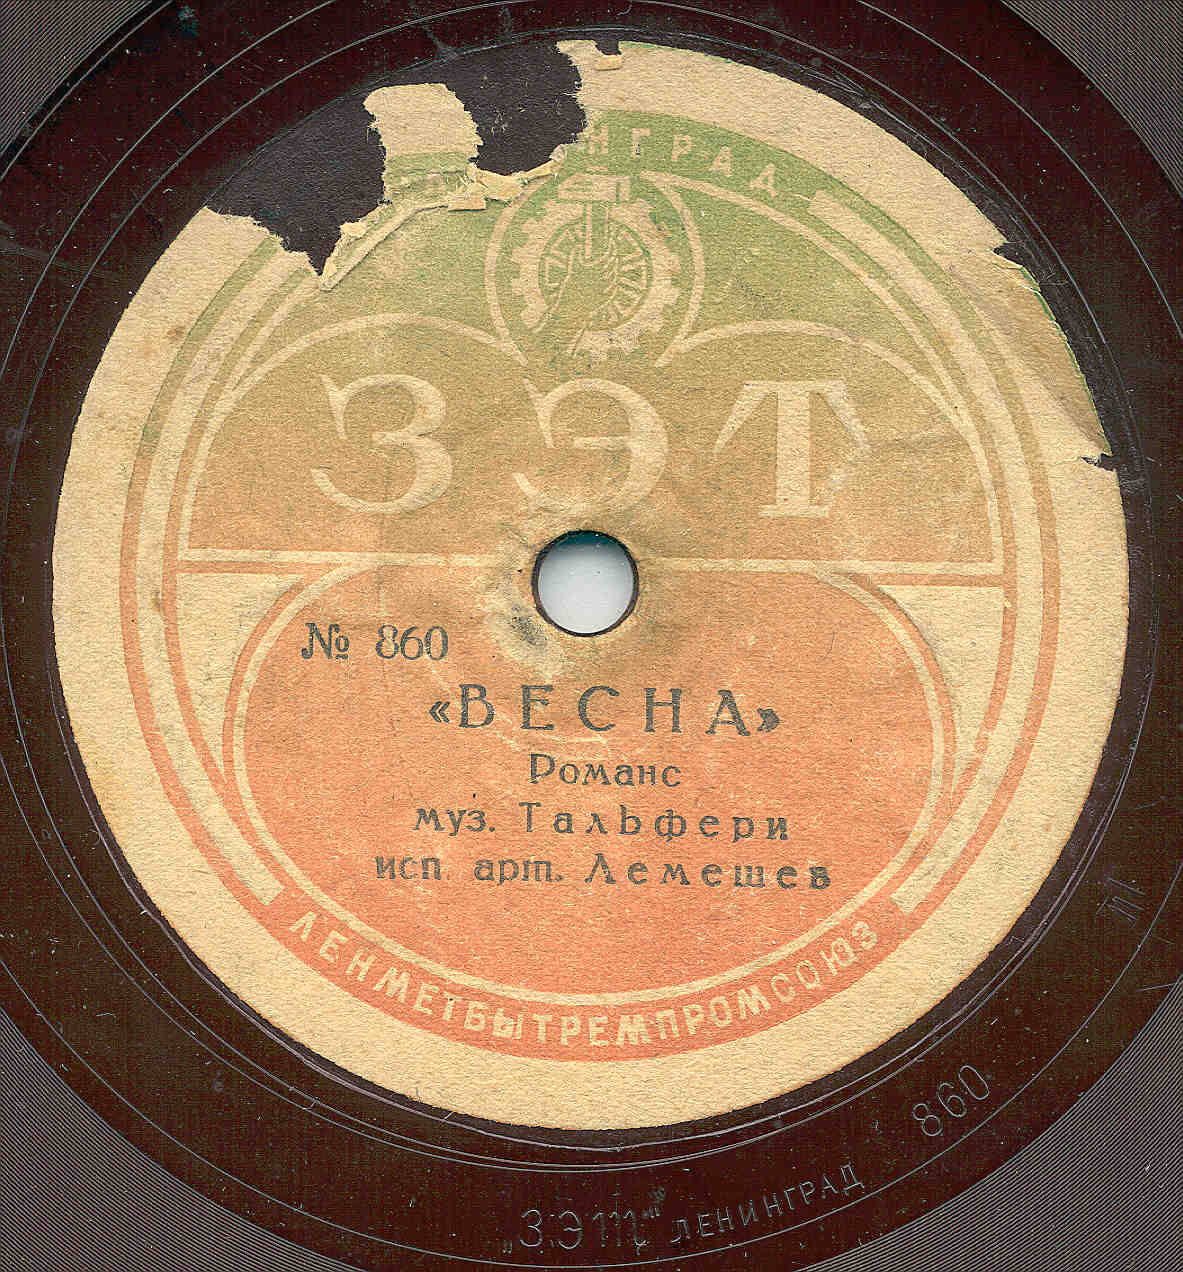 НГРАД
ЗЭТ
№ 860
«ВЕСНА»
Романс
муз. Тальфери
исп. арт. Лемешев
ЛЕНМЕТБЫТРЕМПРОМСОЮЗ
860
„ЗЭТ“ ЛЕНИНГРАД